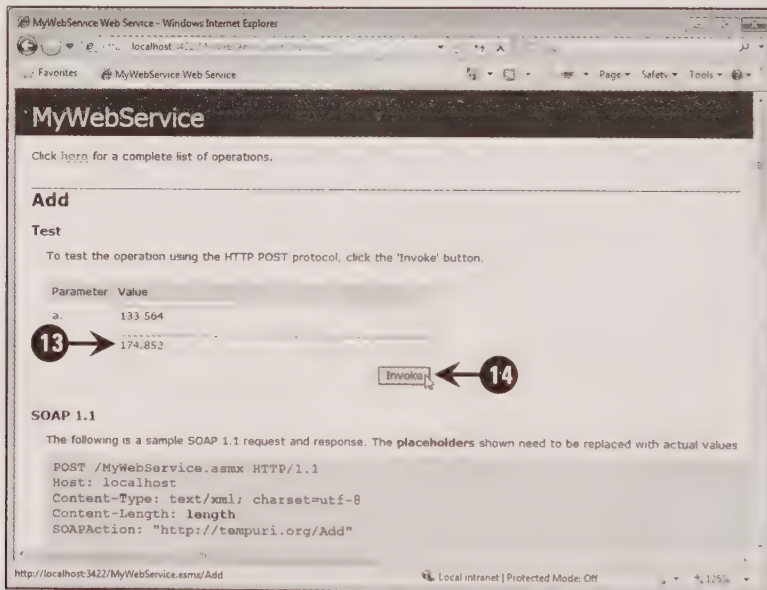 MyWebService Web Service - Windows Internet Explorer
localhost
Favorites MyWebService Web Service Page Safety Tools
MyWebService
Click here for a complete list of operations.
Add
Test
To test the operation using the HTTP POST protocol, click the 'Invoke' button.
Parameter Value
a: 133.564
13 174.852
Invoke 14
SOAP 1.1
The following is a sample SOAP 1.1 request and response. The placeholders shown need to be replaced with actual values
POST /MyWebService.asmx HTTP/1.1
Host: localhost
Content-Type: text/xml; charset=utf-8
Content-Length: length
SOAPAction: "http://tempuri.org/Add"
http://localhost:3422/MyWebService.asmx/Add Local intranet | Protected Mode: Off 125%